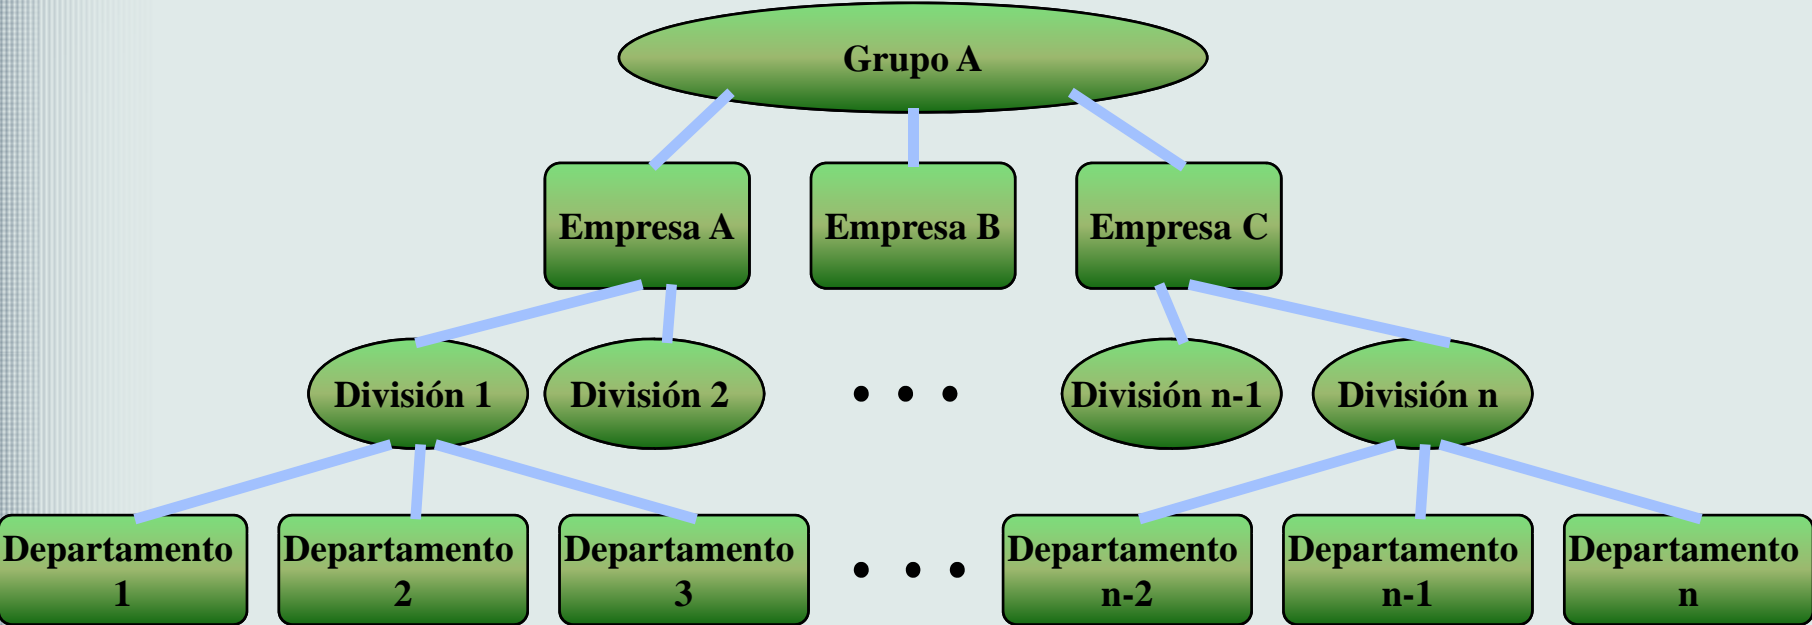 Grupo A
Empresa A
Empresa B
Empresa C
División 1
División 2
• • •
División n-1
División n
Departamento
1
Departamento
2
Departamento
3
• • •
Departamento
n-2
Departamento
n-1
Departamento
n